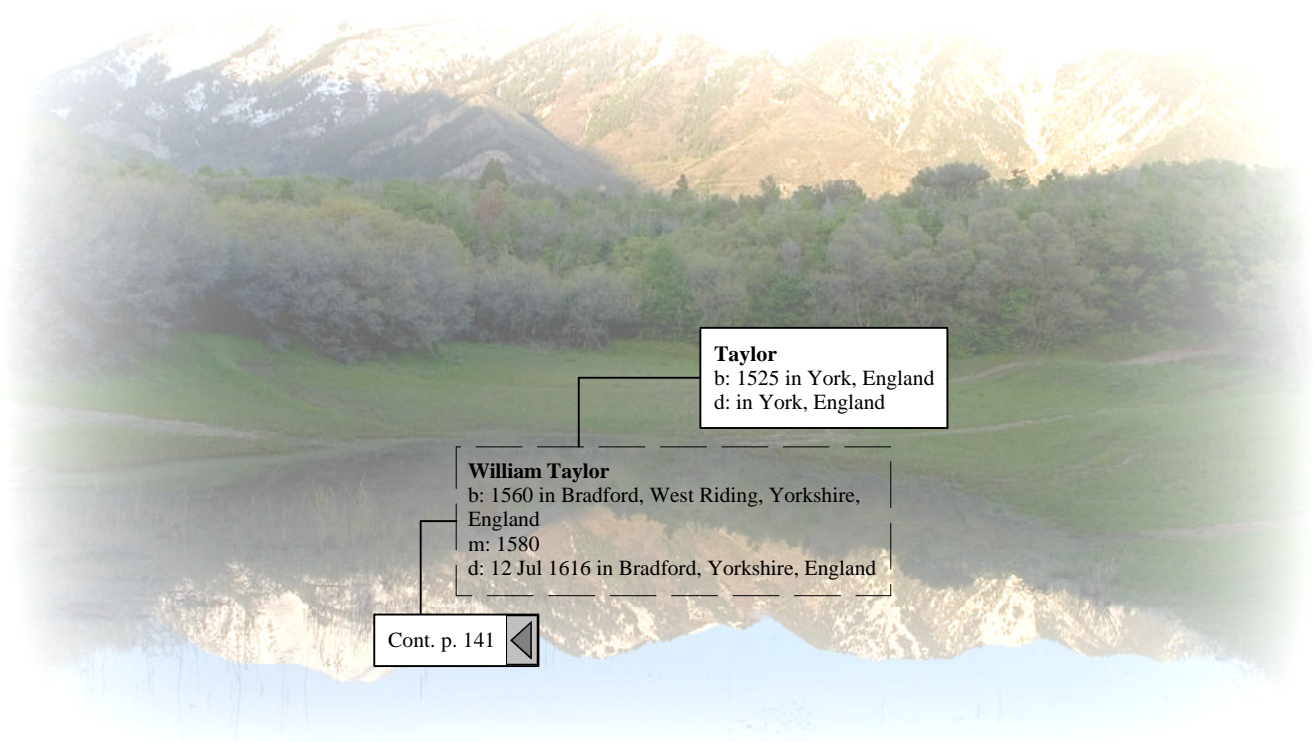 Taylor
b: 1525 in York, England
d: in York, England
William Taylor
b: 1560 in Bradford, West Riding, Yorkshire,
England
m: 1580
d: 12 Jul 1616 in Bradford, Yorkshire, England
Cont. p. 141